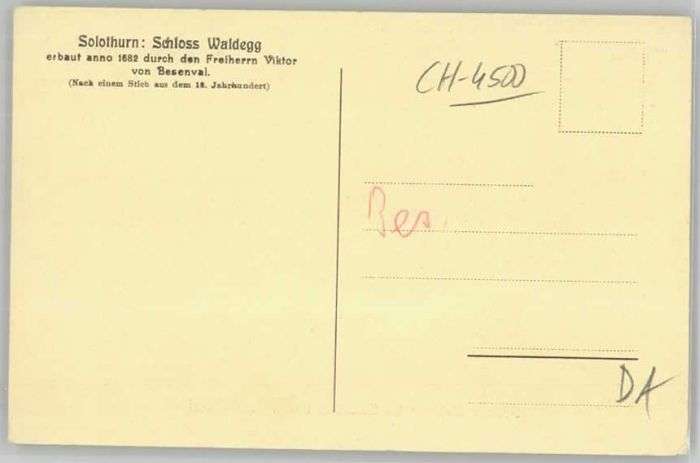 Solothurn: Schloss Waldegg
erbaut anno 1682 durch den Freiherrn Viktor
von Besenval.
(Nach einem Stich aus dem 18. Jahrhundert)
CH-4500
Bes.
DA